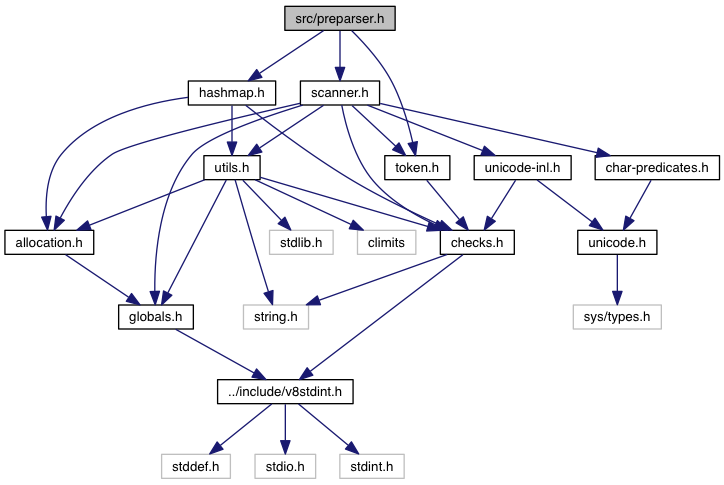 src/preparser.h
hashmap.h
scanner.h
utils.h
token.h
unicode-inl.h
char-predicates.h
allocation.h
stdlib.h
climits
checks.h
unicode.h
globals.h
string.h
sys/types.h
../include/v8stdint.h
stddef.h
stdio.h
stdint.h